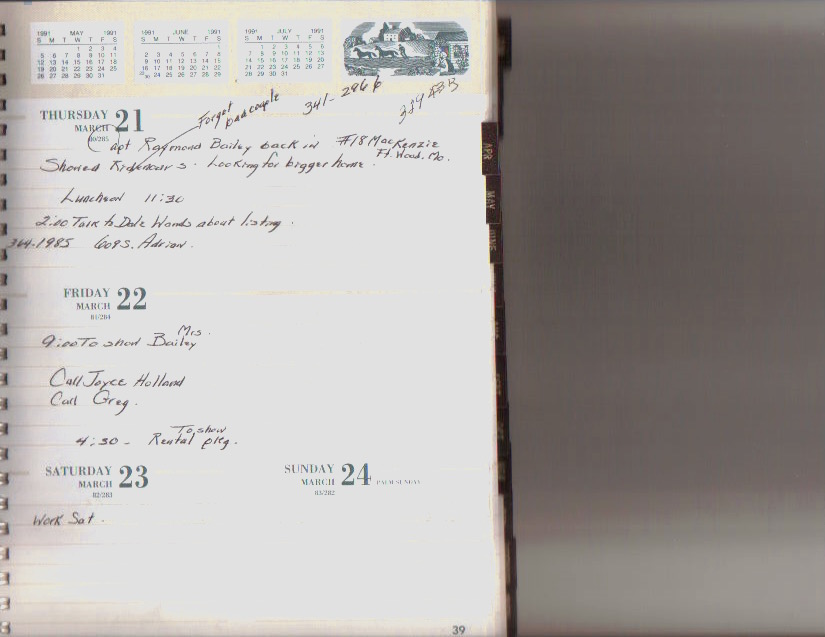 1991 MAY 1991
S M T W T F S
1 2 3 4
5 6 7 8 9 10 11
12 13 14 15 16 17 18
19 20 21 22 23 24 25
26 27 28 29 30 31
1991 JUNE 1991
S M T W T F S
1
2 3 4 5 6 7 8
9 10 11 12 13 14 15
16 17 18 19 20 21 22
23/30 24 25 26 27 28 29
1991 JULY 1991
S M T W T F S
1 2 3 4 5 6
7 8 9 10 11 12 13
14 15 16 17 18 19 20
21 22 23 24 25 26 27
28 29 30 31
THURSDAY 21
MARCH
80/285
Forget
bad couple
341-2966
apt Raymond Bailey back in #18 MacKenzie
Ft. Wood. Mo.
Showed Ridenour's. Looking for bigger home.
Luncheon 11:30
2:00 Talk to Dale Woods about listing.
364-1985 609 S. Adrian.
FRIDAY 22
MARCH
81/284
9:00 To show Mrs. Bailey
Call Joyce Holland
Call Greg.
4:30 - To show
Rental
SATURDAY 23
MARCH
82/283
Work Sat.
SUNDAY 24
MARCH
83/282
PALM SUNDAY
APR
MAY
JUNE
39